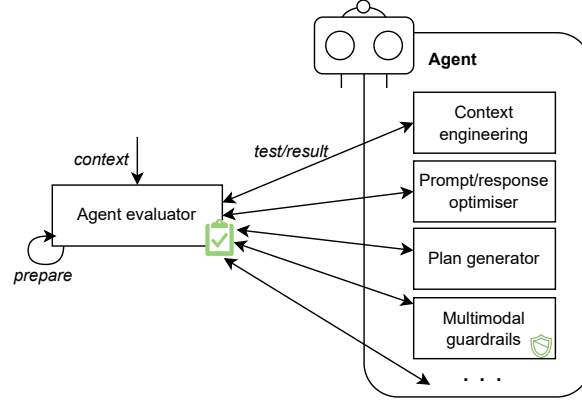 Agent
Context
engineering
test/result
context
Prompt/response
optimiser
Agent evaluator
Plan generator
prepare
Multimodal
guardrails
. . .